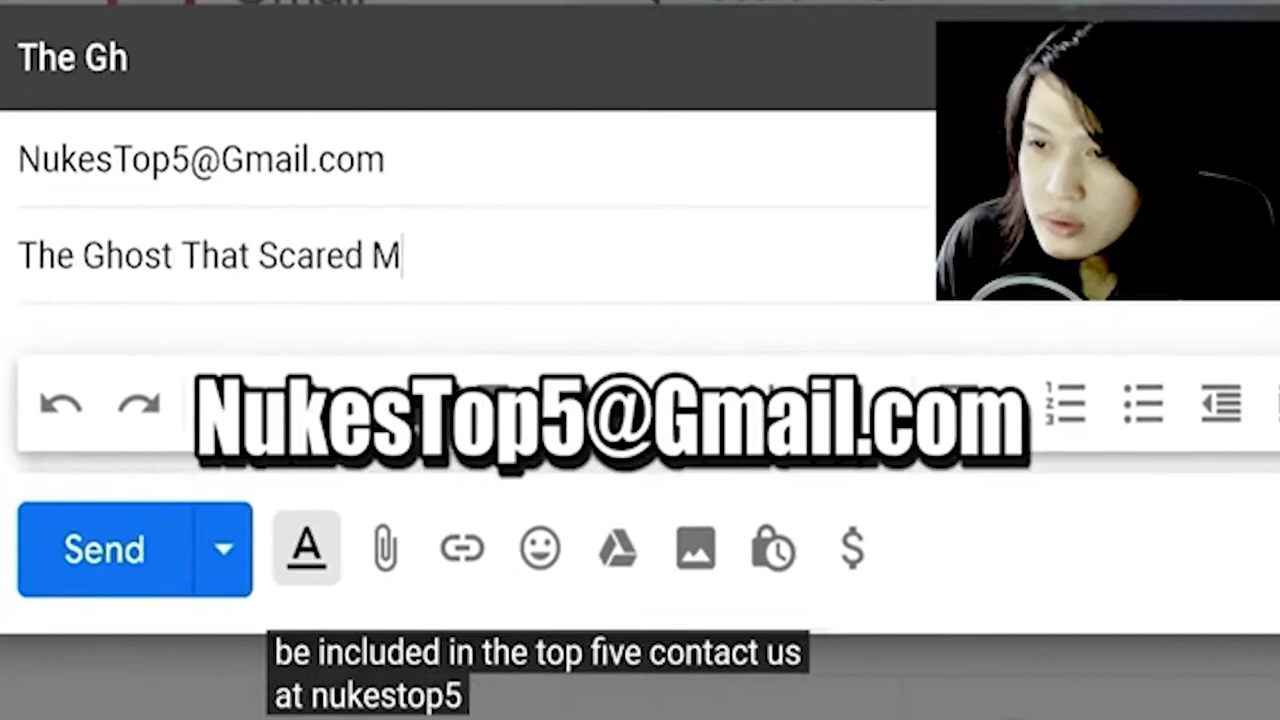 The Gh
NukesTop5@Gmail.com
The Ghost That Scared M
NukesTop5@Gmail.com
Send
be included in the top five contact us
at nukestop5